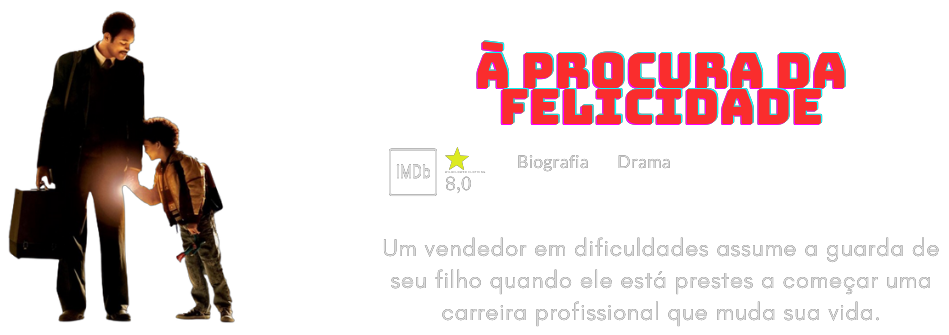 À PROCURA DA
FELICIDADE
IMDb
8,0
Biografia Drama
Um vendedor em dificuldades assume a guarda de
seu filho quando ele está prestes a começar uma
carreira profissional que muda sua vida.